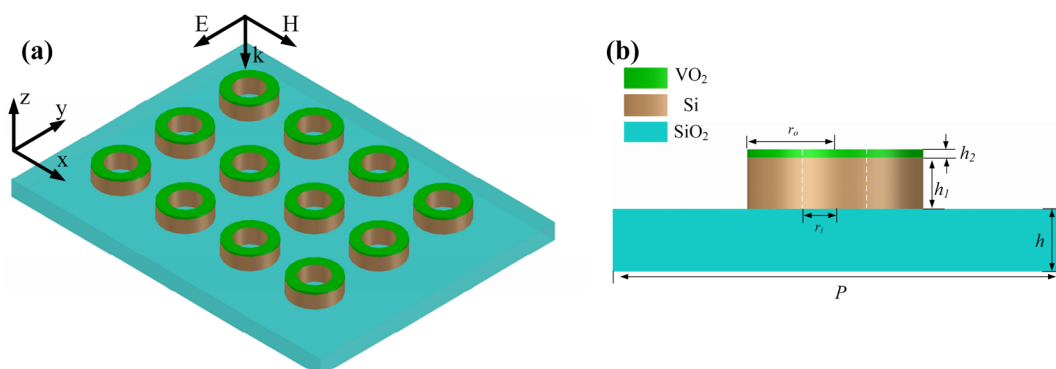 (a)
E
H
k
z
y
x
(b)
VO₂
Si
SiO₂
rₒ
h₂
h₁
rᵢ
h
P